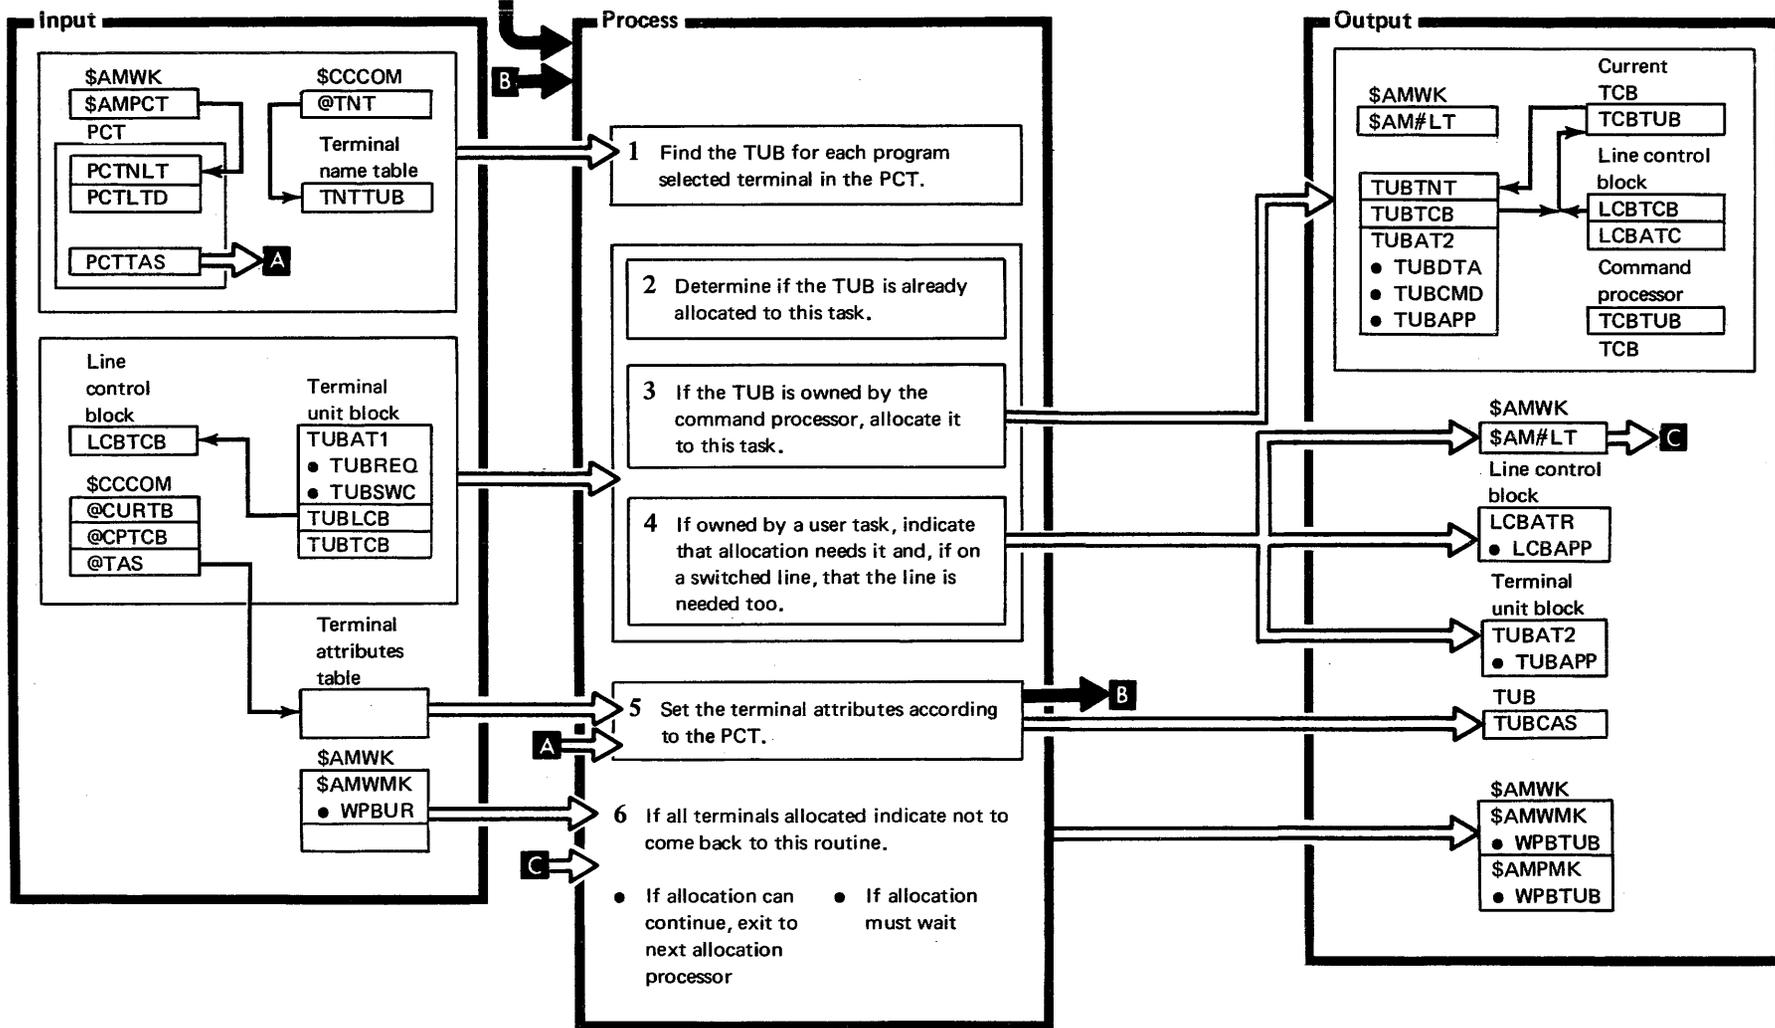 Input
$AMWK
$AMPCT
PCT
PCTNLT
PCTLTD
PCTTAS
A
$CCCOM
@TNT
Terminal
name table
TNTTUB
Line
control
block
LCBTCB
$CCCOM
@CURTB
@CPTCB
@TAS
Terminal
unit block
TUBAT1
• TUBREQ
• TUBSWC
TUBLCB
TUBTCB
Terminal
attributes
table
$AMWK
$AMWMK
• WPBUR
Process
B
1 Find the TUB for each program
selected terminal in the PCT.
2 Determine if the TUB is already
allocated to this task.
3 If the TUB is owned by the
command processor, allocate it
to this task.
4 If owned by a user task, indicate
that allocation needs it and, if on
a switched line, that the line is
needed too.
5 Set the terminal attributes according
to the PCT.
A
B
6 If all terminals allocated indicate not to
come back to this routine.
C
• If allocation can
continue, exit to
next allocation
processor
• If allocation
must wait
Output
$AMWK
$AM#LT
TUBTNT
TUBTCB
TUBAT2
• TUBDTA
• TUBCMD
• TUBAPP
Current
TCB
TCBTUB
Line control
block
LCBTCB
LCBATC
Command
processor
TCBTUB
TCB
$AMWK
$AM#LT
C
Line control
block
LCBATR
• LCBAPP
Terminal
unit block
TUBAT2
• TUBAPP
TUB
TUBCAS
$AMWK
$AMWMK
• WPBTUB
$AMPMK
• WPBTUB